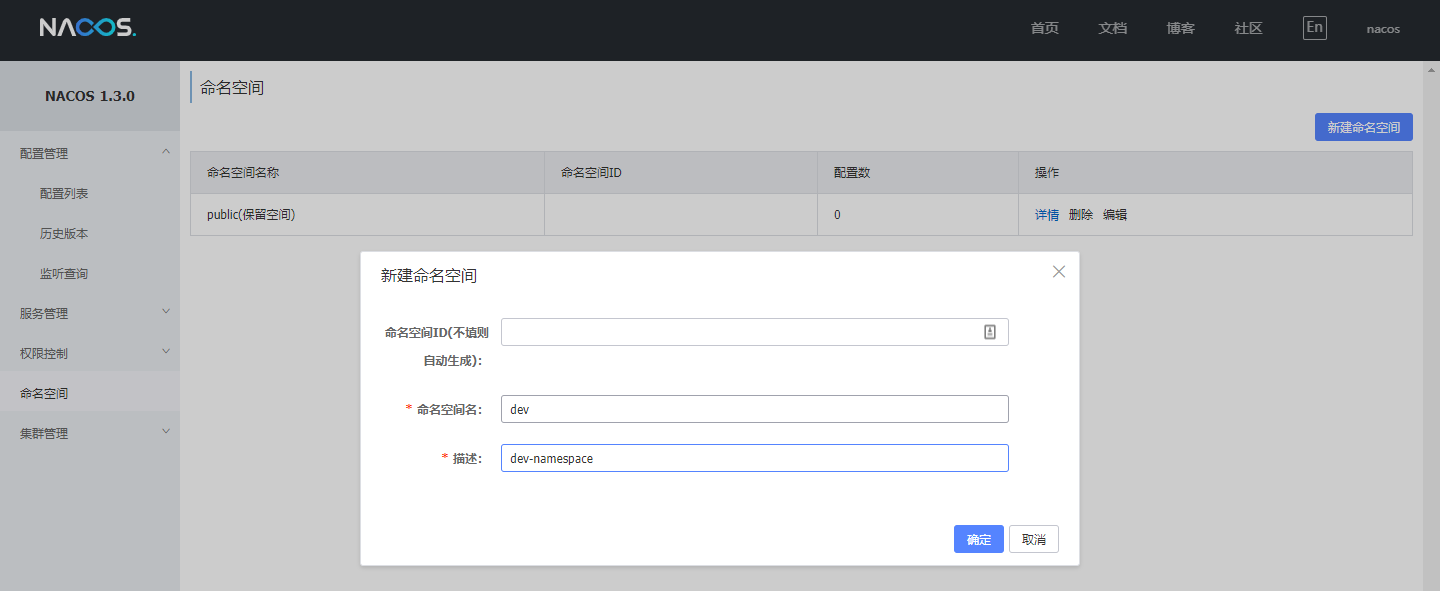 NACOS.
首页 文档 博客 社区 En nacos
NACOS 1.3.0
配置管理
配置列表
历史版本
监听查询
服务管理
权限控制
命名空间
集群管理
命名空间
新建命名空间
命名空间名称 命名空间ID 配置数 操作
public(保留空间) 0 详情 删除 编辑
新建命名空间
命名空间ID(不填则
自动生成):
* 命名空间名: dev
* 描述: dev-namespace
确定 取消